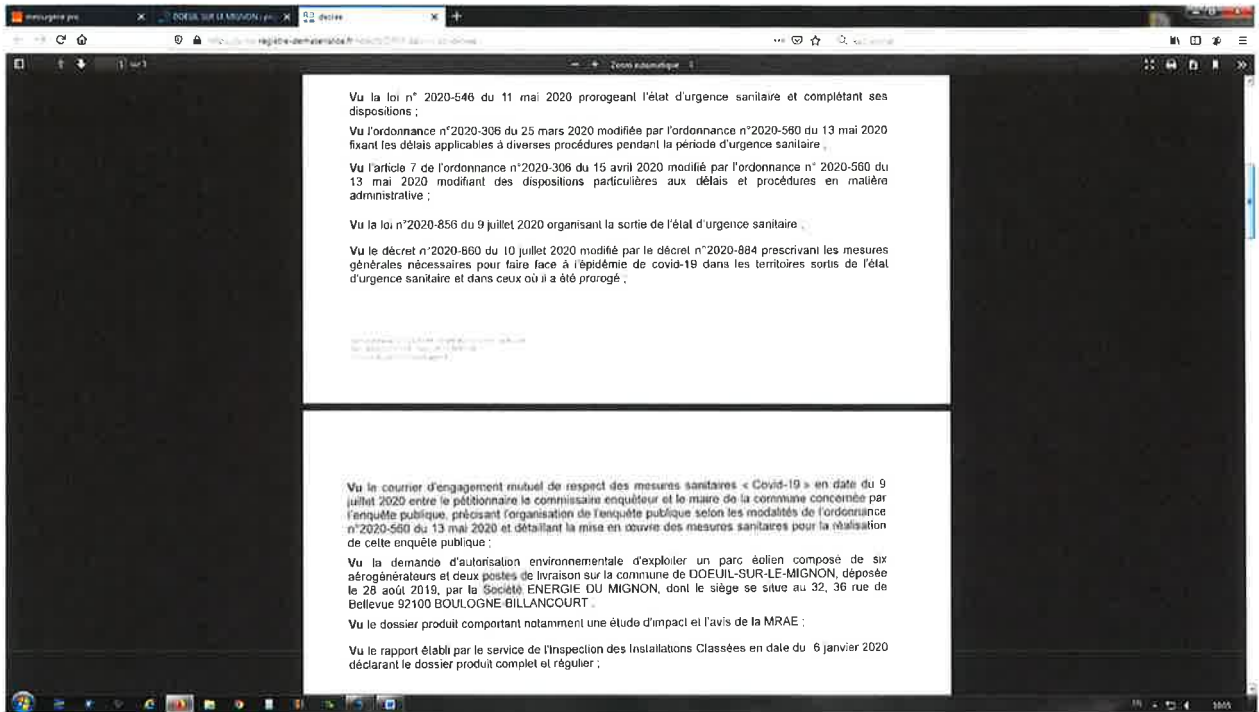 messagerie pro
DOEUIL SUR LE MIGNON
registre-dematerialise.fr
Zoom automatique
Vu la loi n° 2020-546 du 11 mai 2020 prorogeant l'état d'urgence sanitaire et complétant ses
dispositions ;
Vu l'ordonnance n°2020-306 du 25 mars 2020 modifiée par l'ordonnance n°2020-560 du 13 mai 2020
fixant les délais applicables à diverses procédures pendant la période d'urgence sanitaire
Vu l'article 7 de l'ordonnance n°2020-306 du 15 avril 2020 modifié par l'ordonnance n° 2020-560 du
13 mai 2020 modifiant des dispositions particulières aux délais et procédures en matière
administrative ;
Vu la loi n°2020-856 du 9 juillet 2020 organisant la sortie de l'état d'urgence sanitaire
Vu le décret n°2020-860 du 10 juillet 2020 modifié par le décret n°2020-884 prescrivant les mesures
générales nécessaires pour faire face à l'épidémie de covid-19 dans les territoires sortis de l'état
d'urgence sanitaire et dans ceux où il a été prorogé ;
Vu le courrier d'engagement mutuel de respect des mesures sanitaires « Covid-19 » en date du 9
juillet 2020 entre le pétitionnaire le commissaire enquêteur et le maire de la commune concernée par
l'enquête publique, précisant l'organisation de l'enquête publique selon les modalités de l'ordonnance
n°2020-560 du 13 mai 2020 et détaillant la mise en œuvre des mesures sanitaires pour la réalisation
de cette enquête publique ;
Vu la demande d'autorisation environnementale d'exploiter un parc éolien composé de six
aérogénérateurs et deux postes de livraison sur la commune de DOEUIL-SUR-LE-MIGNON, déposée
le 28 août 2019, par la Société ENERGIE DU MIGNON, dont le siège se situe au 32, 36 rue de
Bellevue 92100 BOULOGNE-BILLANCOURT
Vu le dossier produit comportant notamment une étude d'impact et l'avis de la MRAE ;
Vu le rapport établi par le service de l'Inspection des Installations Classées en date du 6 janvier 2020
déclarant le dossier produit complet et régulier ;